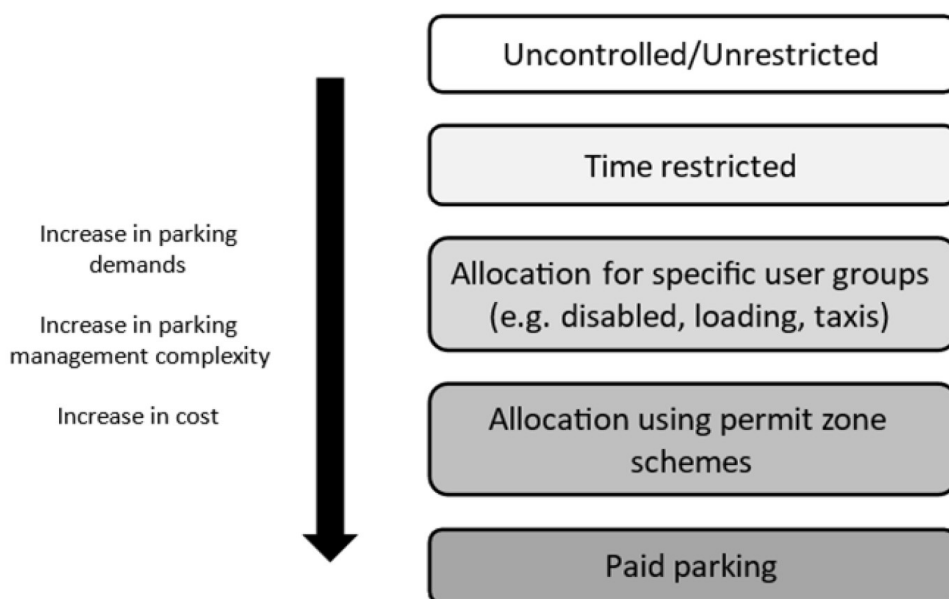 Uncontrolled/Unrestricted
Time restricted
Increase in parking
demands
Allocation for specific user groups
(e.g. disabled, loading, taxis)
Increase in parking
management complexity
Increase in cost
Allocation using permit zone
schemes
Paid parking